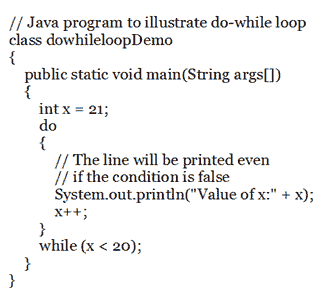 // Java program to illustrate do-while loop
class dowhileloopDemo
{
    public static void main(String args[])
    {
        int x = 21;
        do
        {
            // The line will be printed even
            // if the condition is false
            System.out.println("Value of x:" + x);
            x++;
        }
        while (x < 20);
    }
}